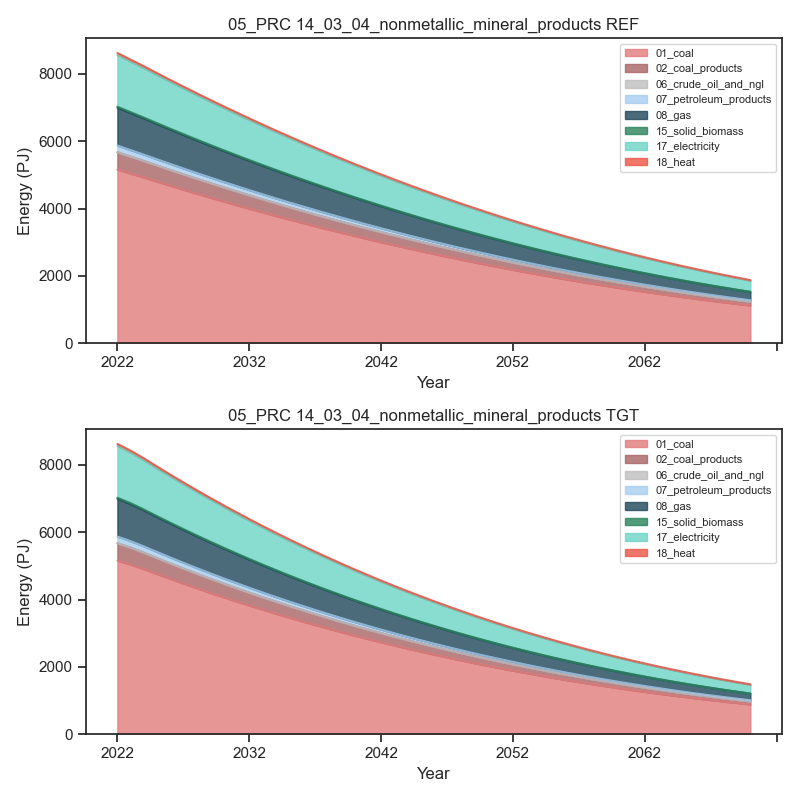 05_PRC 14_03_04_nonmetallic_mineral_products REF
01_coal
02_coal_products
06_crude_oil_and_ngl
07_petroleum_products
08_gas
15_solid_biomass
17_electricity
18_heat
Energy (PJ)
8000
6000
4000
2000
0
2022
2032
2042
2052
2062
Year
05_PRC 14_03_04_nonmetallic_mineral_products TGT
01_coal
02_coal_products
06_crude_oil_and_ngl
07_petroleum_products
08_gas
15_solid_biomass
17_electricity
18_heat
Energy (PJ)
8000
6000
4000
2000
0
2022
2032
2042
2052
2062
Year